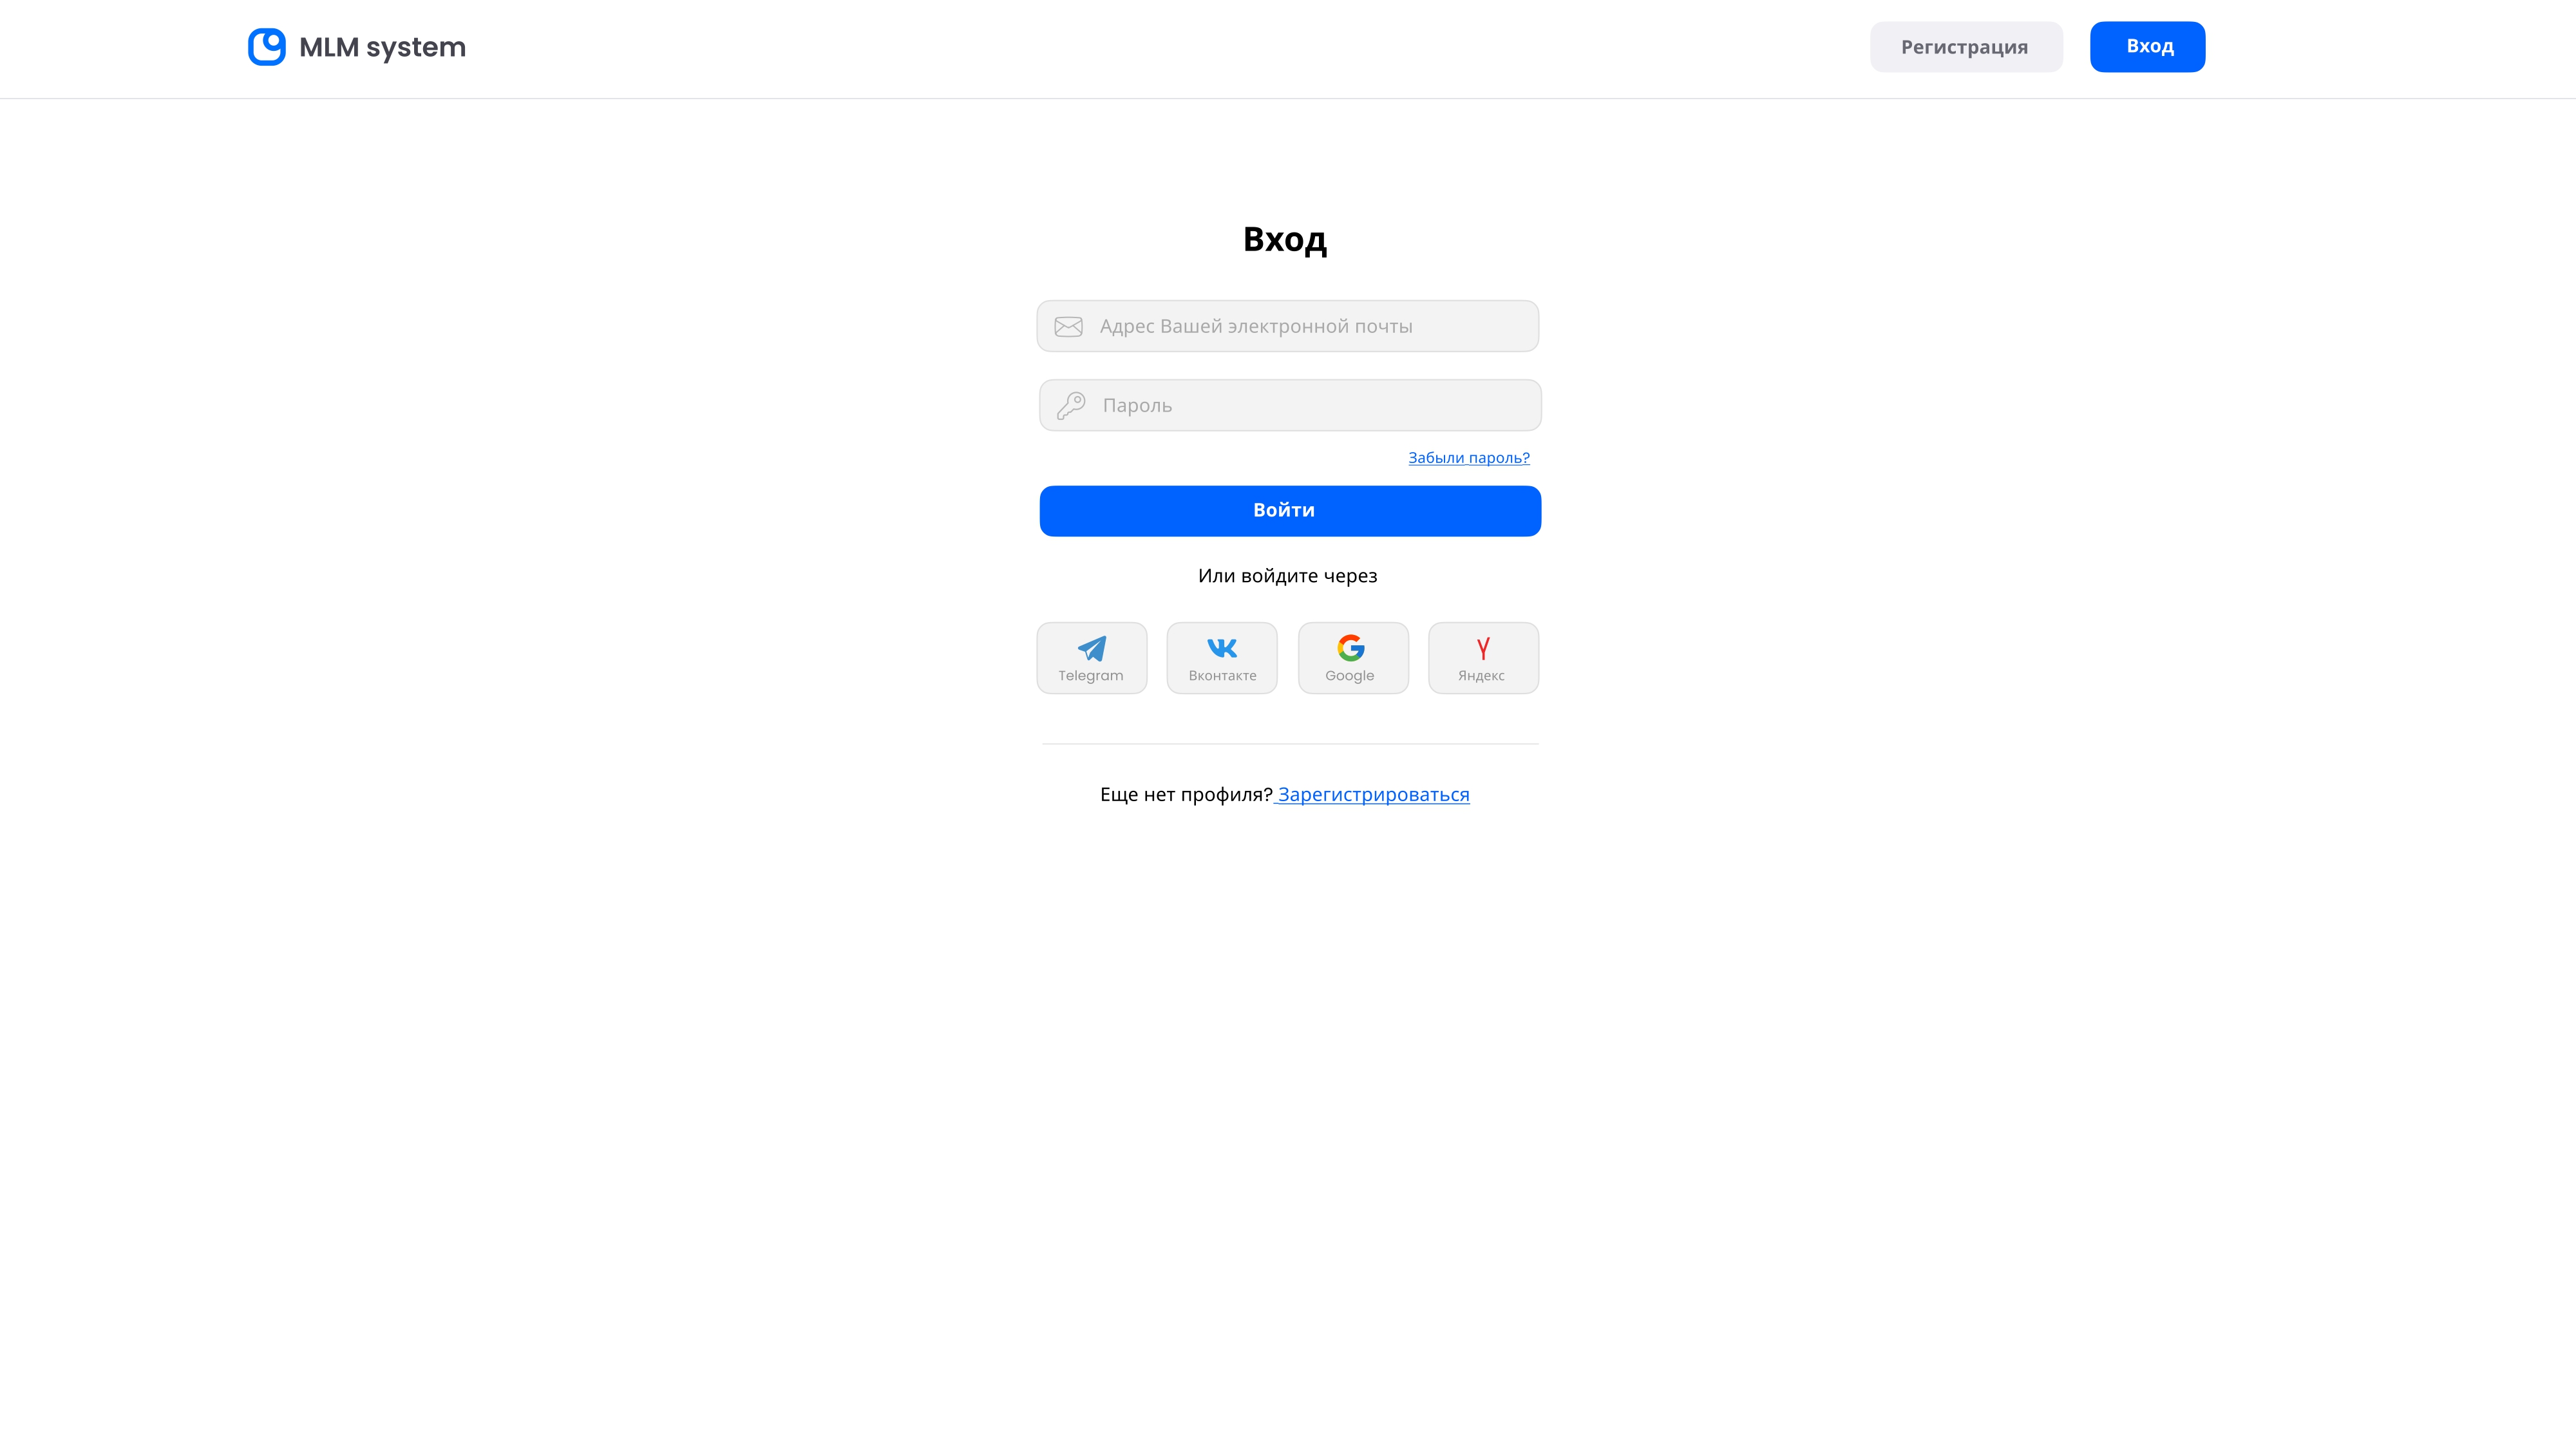 MLM system
Регистрация
Вход
Вход
Адрес Вашей электронной почты
Пароль
Забыли пароль?
Войти
Или войдите через
Telegram
Вконтакте
Google
Яндекс
Еще нет профиля? Зарегистрироваться